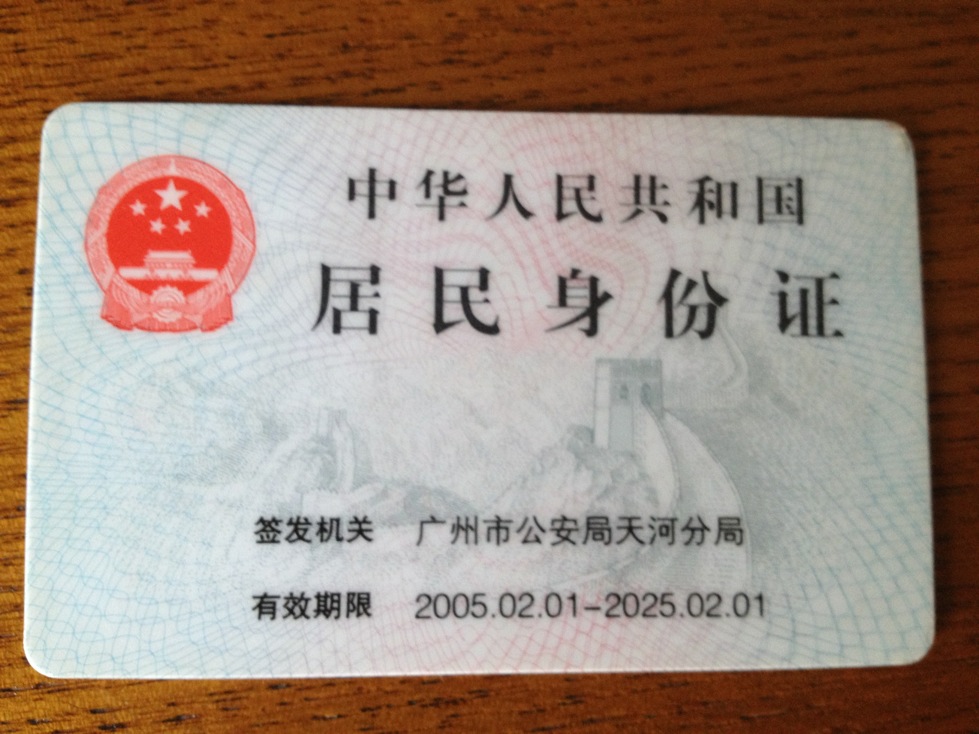 中华人民共和国
居民身份证
签发机关 广州市公安局天河分局
有效期限 2005.02.01-2025.02.01